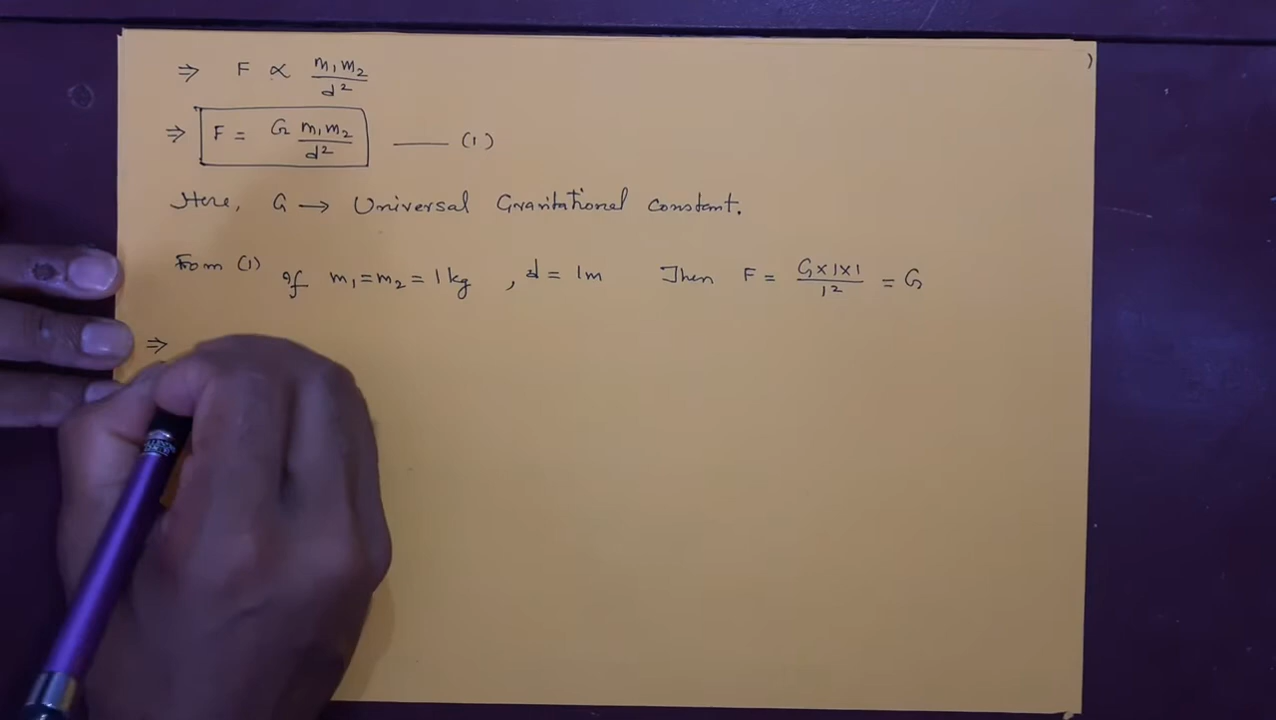 ⇒ F ∝ m₁m₂/d²
⇒ F = G m₁m₂/d² —— (1)
Here, G → Universal Gravitational constant.
From (1) If m₁=m₂=1kg , d = 1m Then F = G×1×1/1² = G
⇒